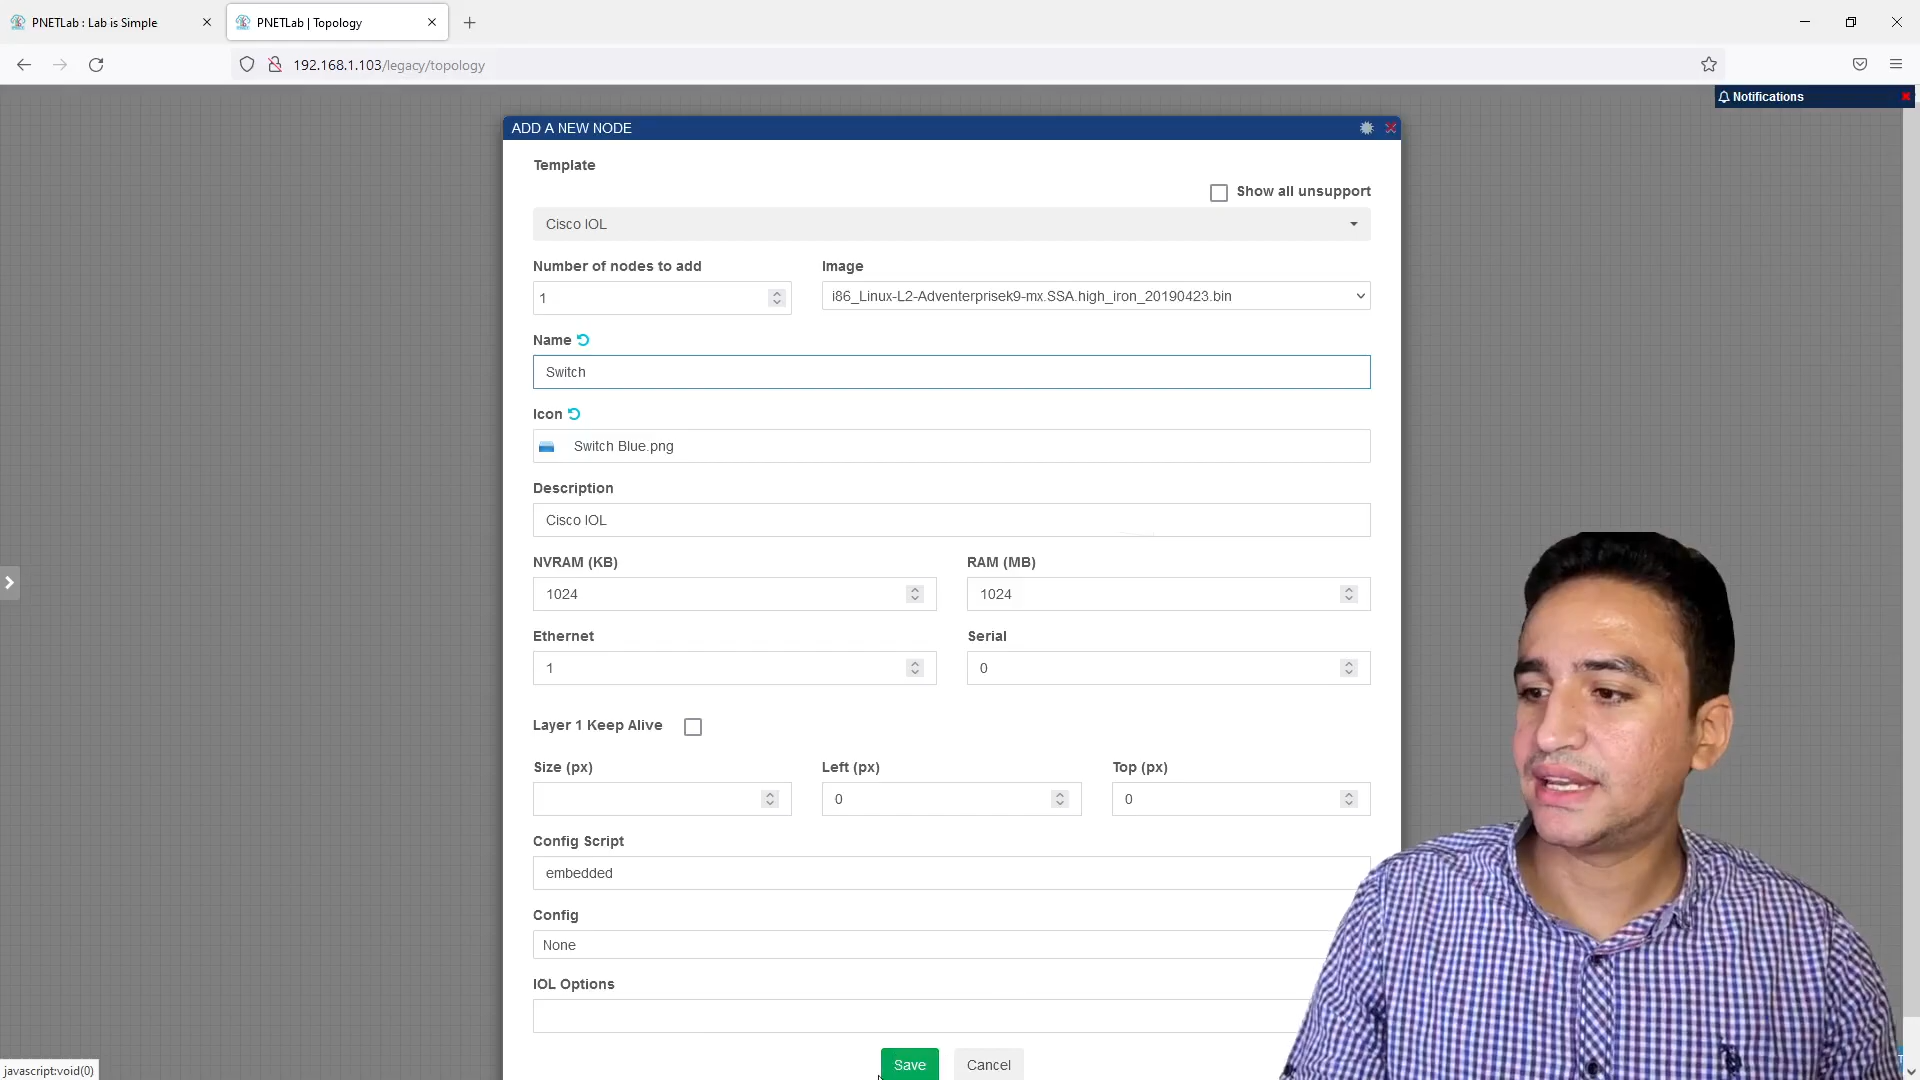 PNETLab : Lab is Simple
PNETLab | Topology
192.168.1.103/legacy/topology
Notifications
ADD A NEW NODE
Template
Show all unsupport
Cisco IOL
Number of nodes to add
Image
1
i86_Linux-L2-Adventerprisek9-mx.SSA.high_iron_20190423.bin
Name
Switch
Icon
Switch Blue.png
Description
Cisco IOL
NVRAM (KB)
RAM (MB)
1024
1024
Ethernet
Serial
1
0
Layer 1 Keep Alive
Size (px)
Left (px)
Top (px)
0
0
Config Script
embedded
Config
None
IOL Options
Save
Cancel
javascript:void(0)